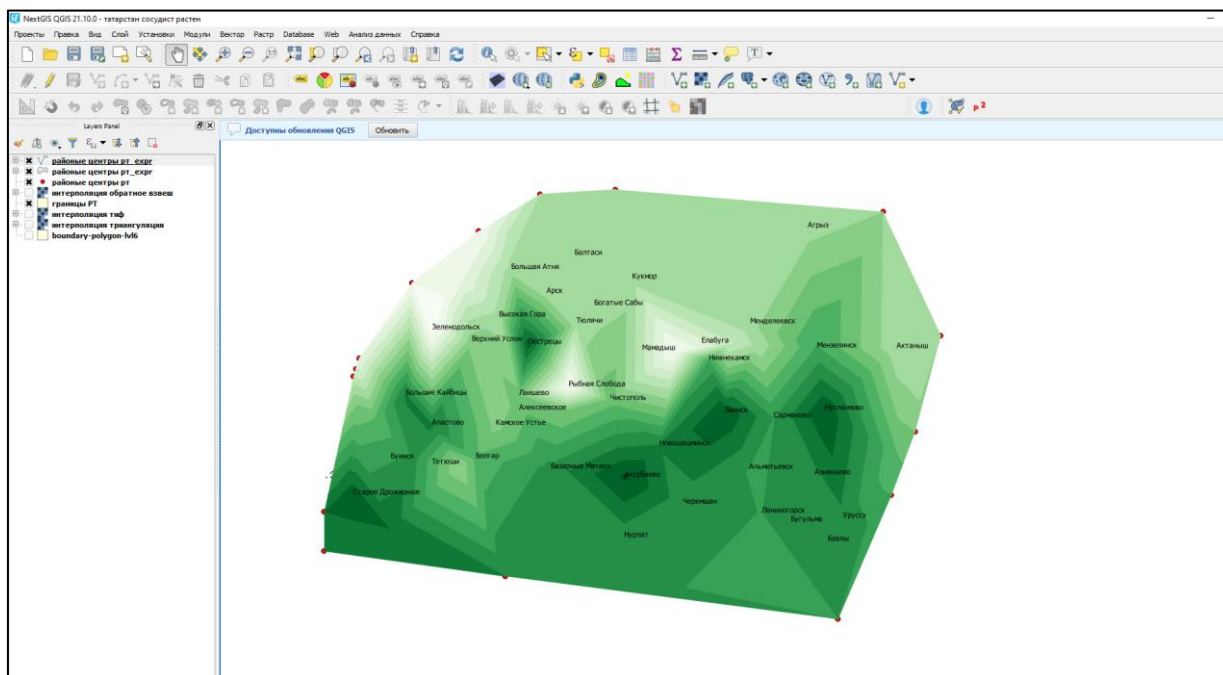 NextGIS QGIS 21.10.0 - татарстан сосудист растен
Проекты Правка Вид Слой Установки Модули Вектор Растр Database Web Анализ данных Справка
Layers Panel
Доступны обновления QGIS
Обновить
районые центры рт_expr
районые центры рт_expr
районые центры рт
интерполяция обратное взвеш
границы РТ
интерполяция тиф
интерполяция триангуляция
boundary-polygon-lvl6
Агрыз
Балтаси
Большая Атня
Кукмор
Арск
Богатые Сабы
Высокая Гора
Тюлячи
Менделеевск
Зеленодольск
Верхний Услон
Пестрецы
Мамадыш
Елабуга
Мензелинск
Актаныш
Нижнекамск
Рыбная Слобода
Большие Кайбицы
Лаишево
Чистополь
Алексеевское
Заинск
Сарманово
Муслюмово
Апастово
Камское Устье
Новошешминск
Буинск
Тетюши
Болгар
Базарные Матаки
Аксубаево
Альметьевск
Азнакаево
Старое Дрожжаное
Черемшан
Лениногорск
Бугульма
Уруссу
Нурлат
Бавлы